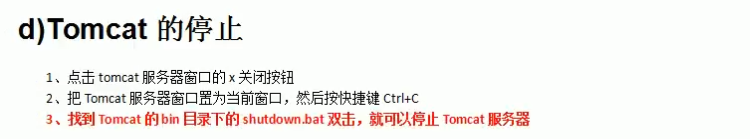 d)Tomcat 的停止
1、点击 tomcat 服务器窗口的 x 关闭按钮
2、把 Tomcat 服务器窗口置为当前窗口，然后按快捷键 Ctrl+C
3、找到 Tomcat 的 bin 目录下的 shutdown.bat 双击，就可以停止 Tomcat 服务器